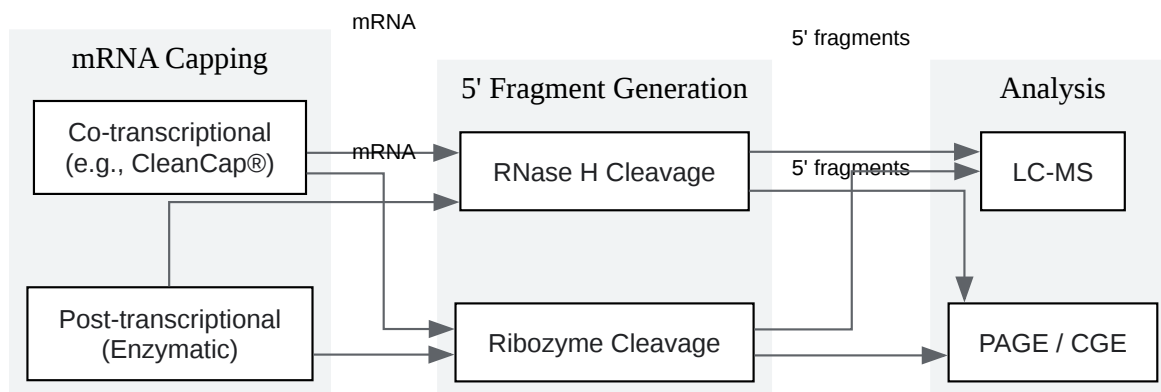 mRNA
5' fragments
mRNA Capping
5' Fragment Generation
Analysis
Co-transcriptional
(e.g., CleanCap®)
mRNA
RNase H Cleavage
5' fragments
LC-MS
Post-transcriptional
(Enzymatic)
Ribozyme Cleavage
PAGE / CGE